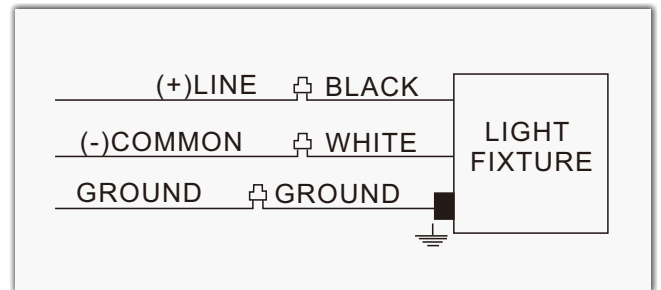 (+)LINE BLACK
(-)COMMON WHITE
GROUND GROUND
LIGHT
FIXTURE